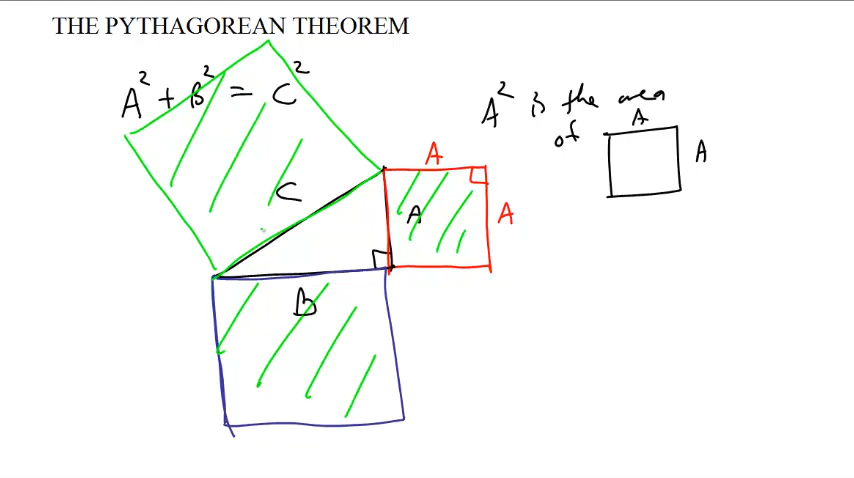 THE PYTHAGOREAN THEOREM
A² + B² = C²
A² is the area
of
A
A
A
A
A
C
B